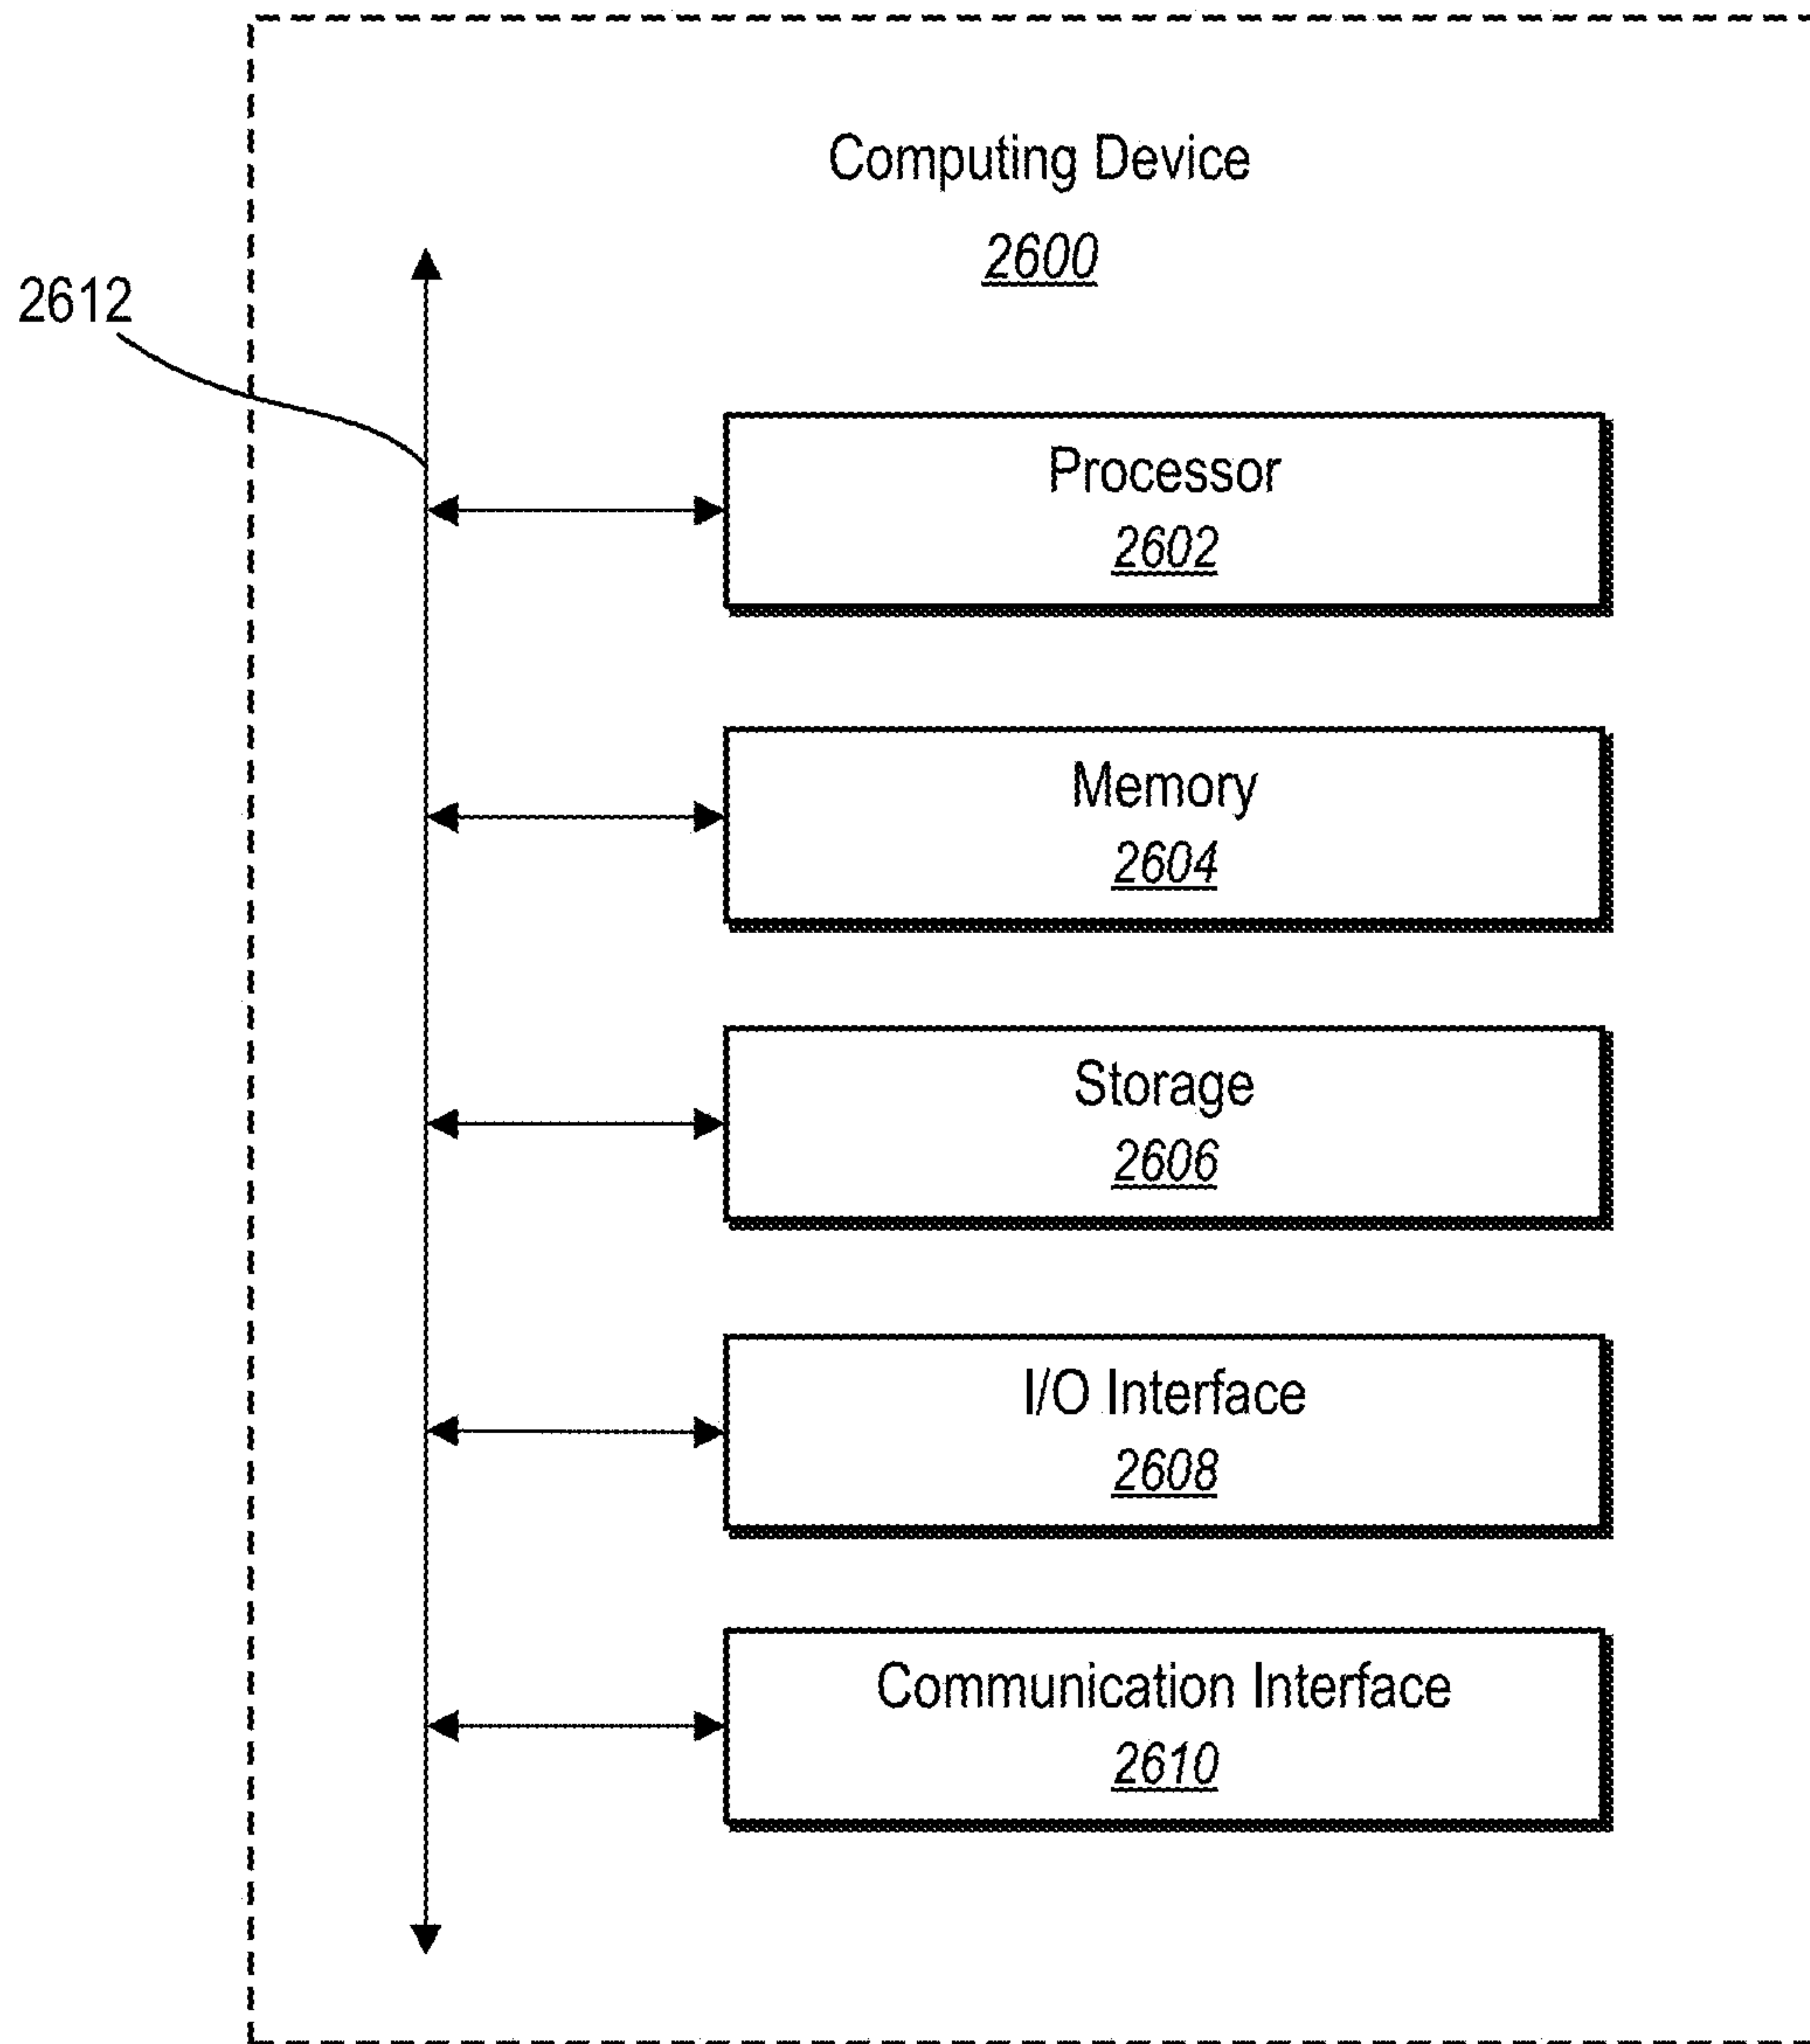 Computing Device
2600
2612
Processor
2602
Memory
2604
Storage
2606
I/O Interface
2608
Communication Interface
2610